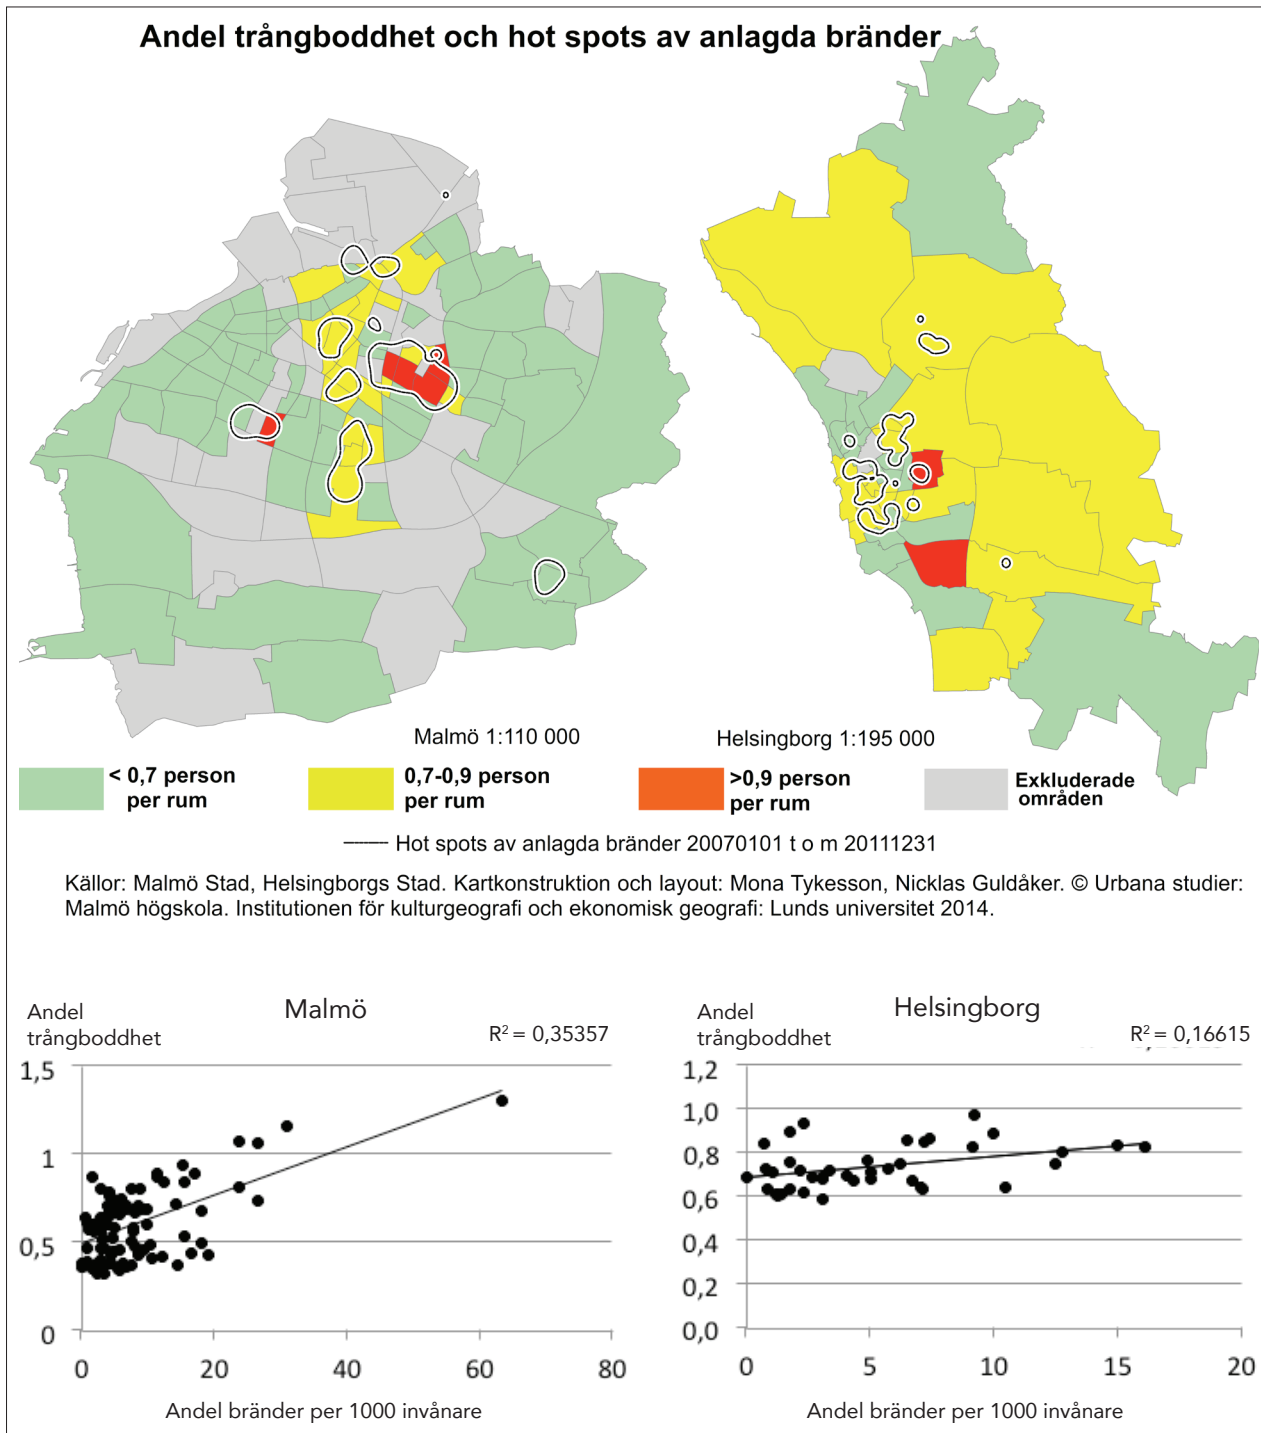 Andel trångboddhet och hot spots av anlagda bränder
Malmö 1:110 000
Helsingborg 1:195 000
< 0,7 person
per rum
0,7-0,9 person
per rum
>0,9 person
per rum
Exkluderade
områden
Hot spots av anlagda bränder 20070101 t o m 20111231
Källor: Malmö Stad, Helsingborgs Stad. Kartkonstruktion och layout: Mona Tykesson, Nicklas Guldåker. © Urbana studier:
Malmö högskola. Institutionen för kulturgeografi och ekonomisk geografi: Lunds universitet 2014.
Andel
trångboddhet
Malmö
R² = 0,35357
1,5
1
0,5
0
0 20 40 60 80
Andel bränder per 1000 invånare
Andel
trångboddhet
Helsingborg
R² = 0,16615
1,2
1,0
0,8
0,6
0,4
0,2
0,0
0 5 10 15 20
Andel bränder per 1000 invånare